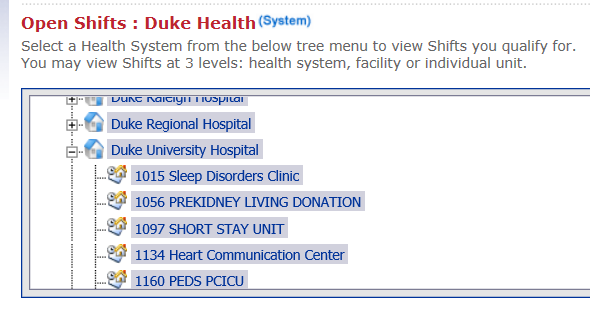 Open Shifts : Duke Health (System)
Select a Health System from the below tree menu to view Shifts you qualify for.
You may view Shifts at 3 levels: health system, facility or individual unit.
Duke Raleigh Hospital
Duke Regional Hospital
Duke University Hospital
1015 Sleep Disorders Clinic
1056 PREKIDNEY LIVING DONATION
1097 SHORT STAY UNIT
1134 Heart Communication Center
1160 PEDS PCICU